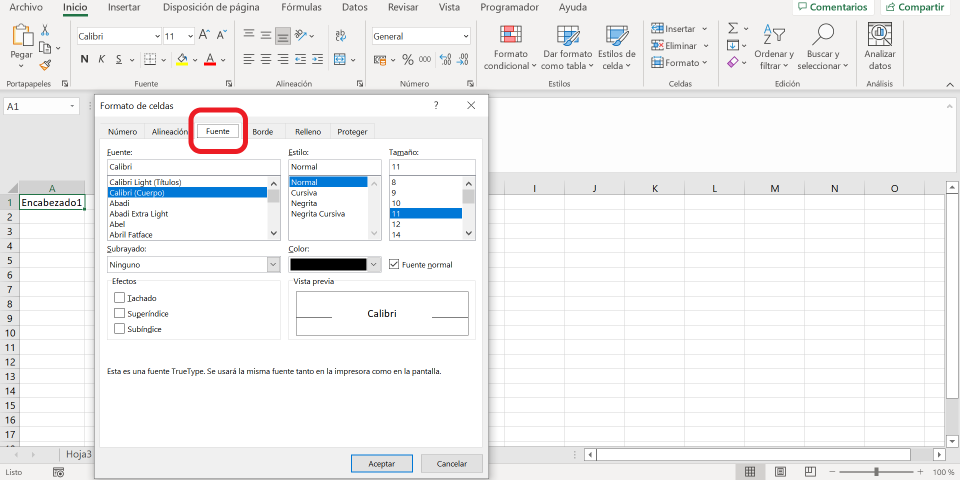 Archivo Inicio Insertar Disposición de página Fórmulas Datos Revisar Vista Programador Ayuda Comentarios Compartir
Pegar
Calibri 11
General
Formato condicional
Dar formato como tabla
Estilos de celda
Insertar
Eliminar
Formato
Ordenar y filtrar
Buscar y seleccionar
Analizar datos
N K S
% 000
Portapapeles Fuente Alineación Número Estilos Celdas Edición Análisis
A1
Formato de celdas ?
Número Alineación Fuente Borde Relleno Proteger
Fuente: Estilo: Tamaño:
Calibri Normal 11
Calibri Light (Títulos) Normal 8
Calibri (Cuerpo) Cursiva 9
Abadi Negrita 10
Abadi Extra Light Negrita Cursiva 11
Abel 12
Abril Fatface 14
Subrayado: Color:
Ninguno Fuente normal
Efectos Vista previa
Tachado
Superíndice
Subíndice
Calibri
Esta es una fuente TrueType. Se usará la misma fuente tanto en la impresora como en la pantalla.
Aceptar Cancelar
A I J K L M N O
1 Encabezado1
2
3
4
5
6
7
8
9
10
11
12
13
14
15
16
17
Hoja3
Listo 100 %